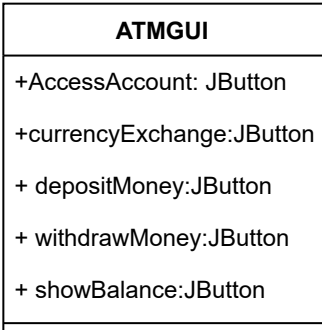 ATMGUI
+AccessAccount: JButton
+currencyExchange:JButton
+ depositMoney:JButton
+ withdrawMoney:JButton
+ showBalance:JButton